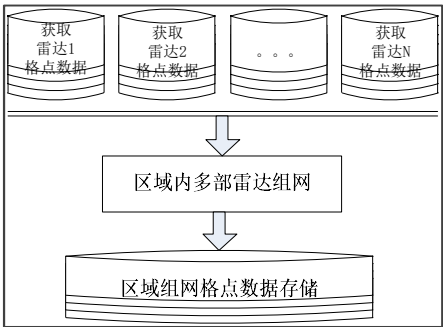 获取
雷达1
格点数据
获取
雷达2
格点数据
。。。
获取
雷达N
格点数据
区域内多部雷达组网
区域组网格点数据存储